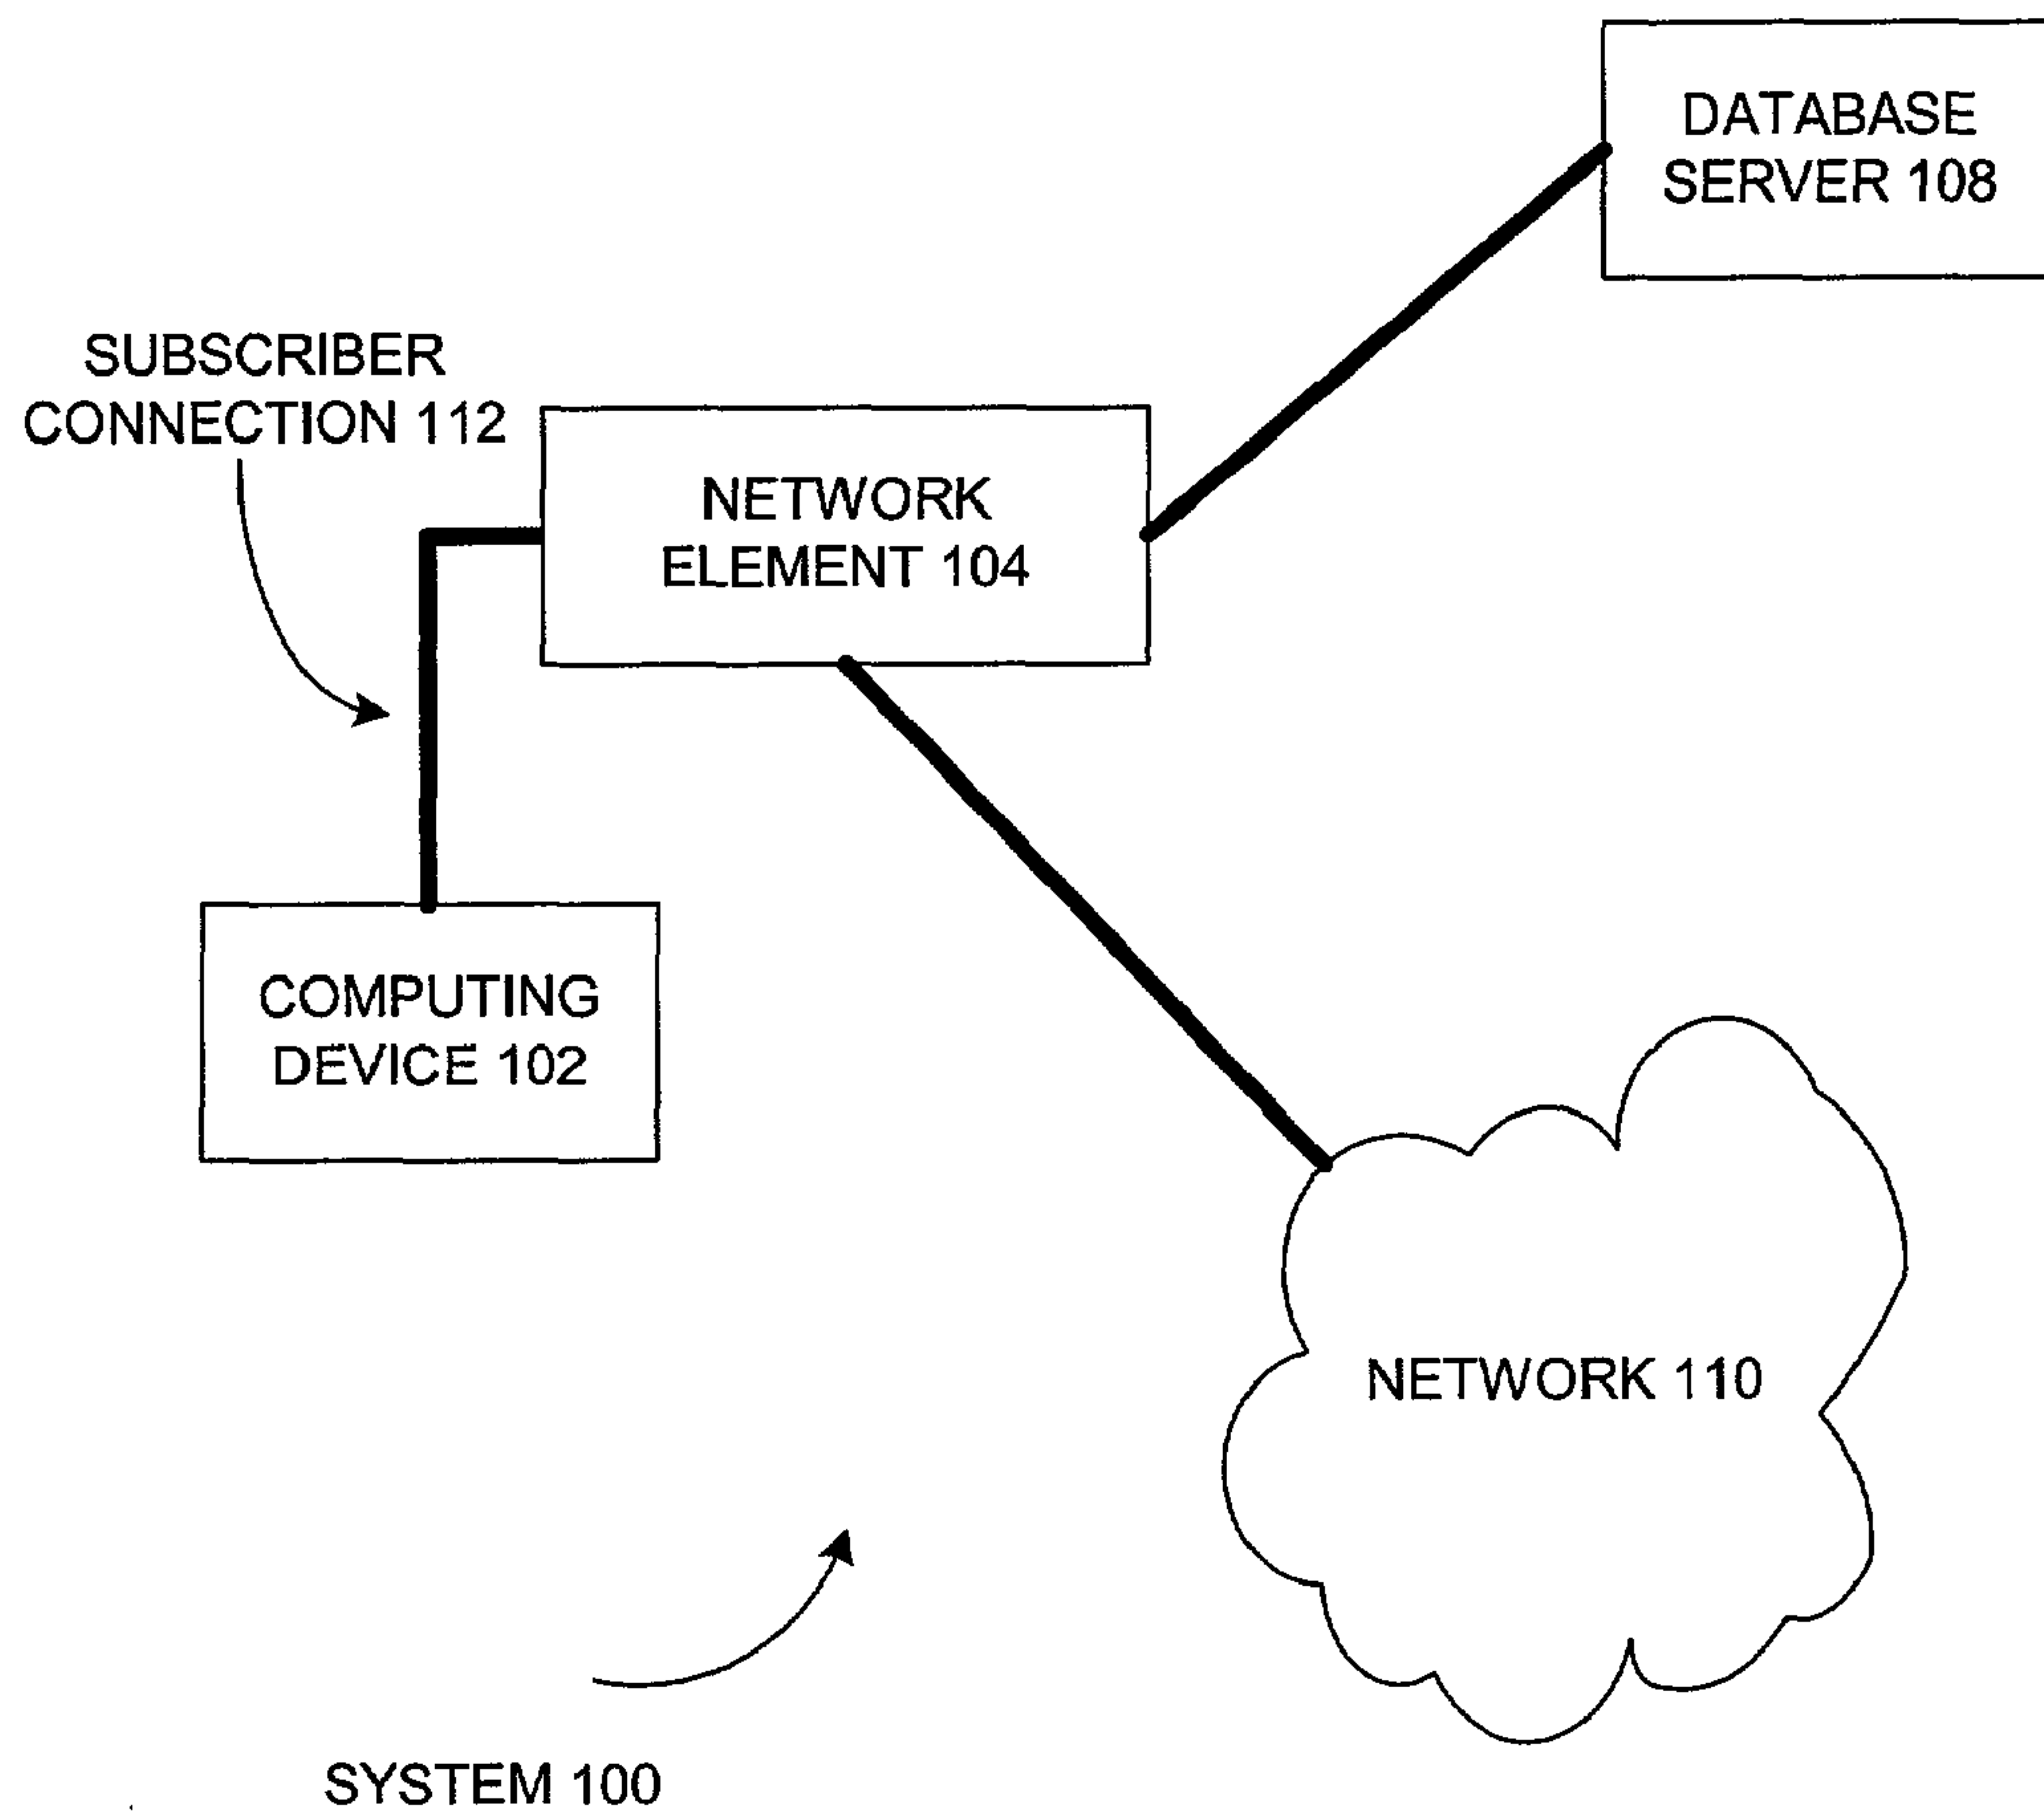 DATABASE
SERVER 108
SUBSCRIBER
CONNECTION 112
NETWORK
ELEMENT 104
COMPUTING
DEVICE 102
NETWORK 110
SYSTEM 100